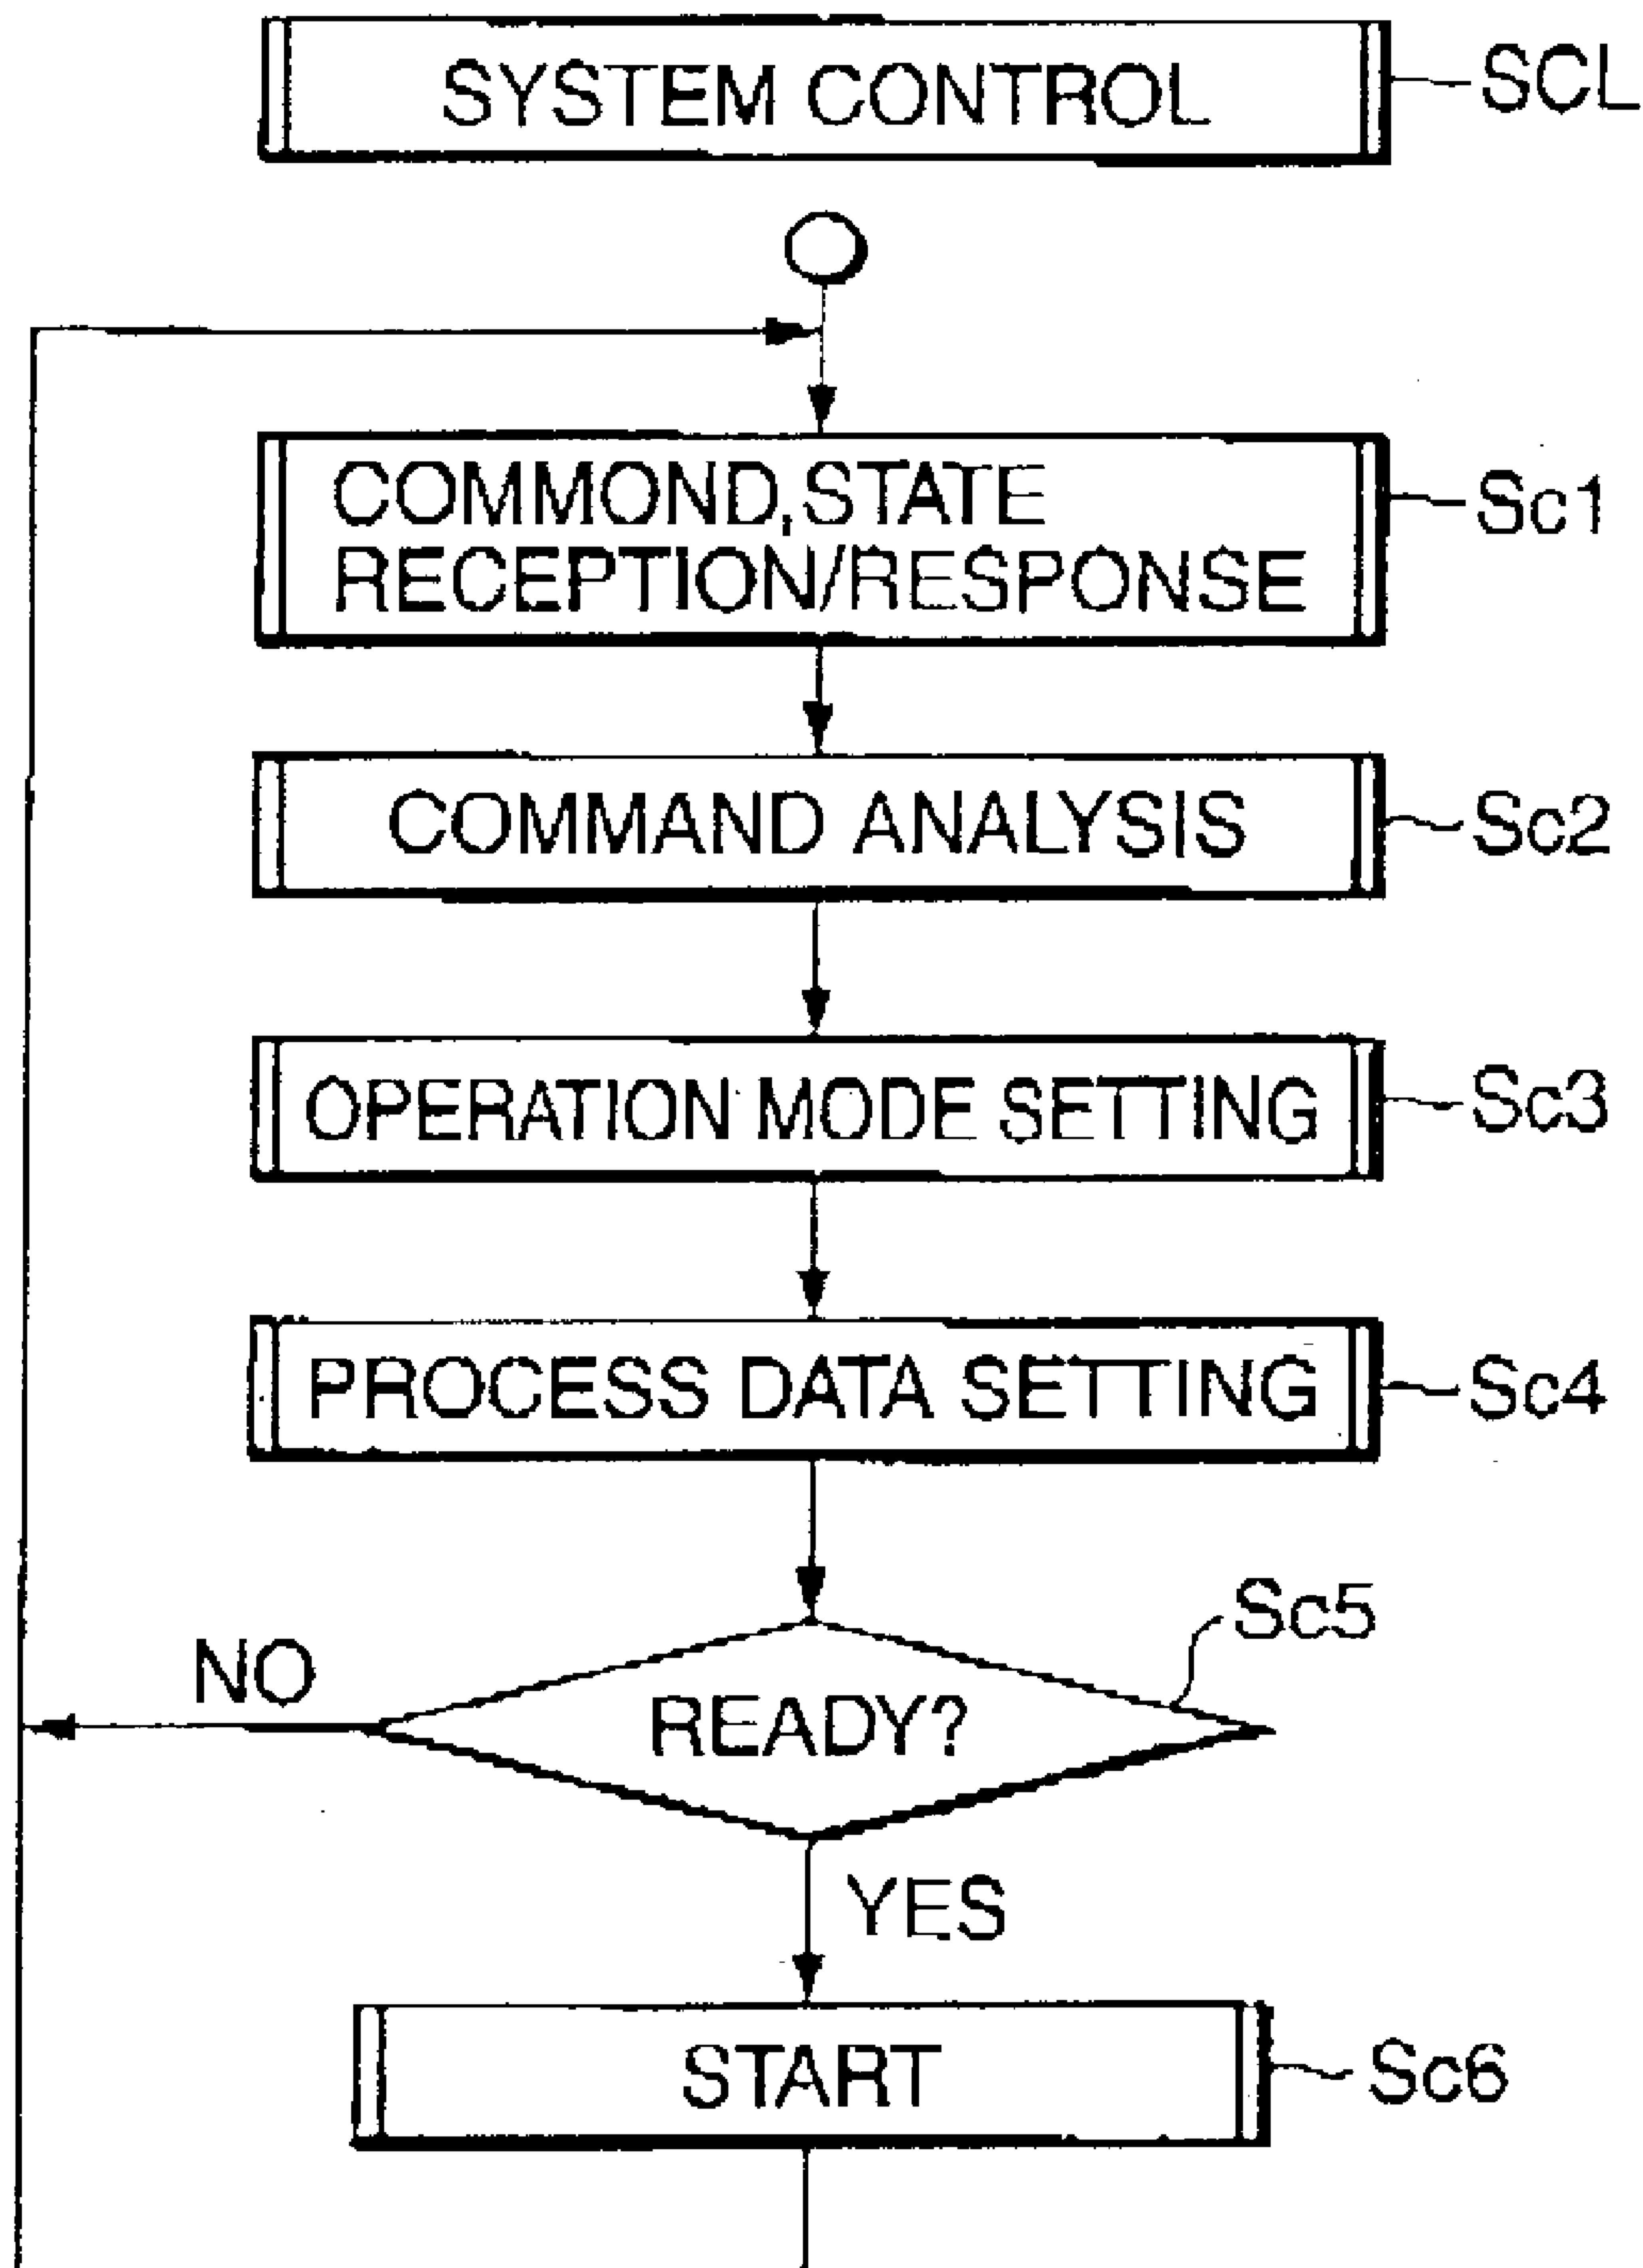 SYSTEM CONTROL
SCL
COMMOND,STATE
RECEPTION/RESPONSE
Sc1
COMMAND ANALYSIS
Sc2
OPERATION MODE SETTING
Sc3
PROCESS DATA SETTING
Sc4
Sc5
NO
READY?
YES
START
Sc6